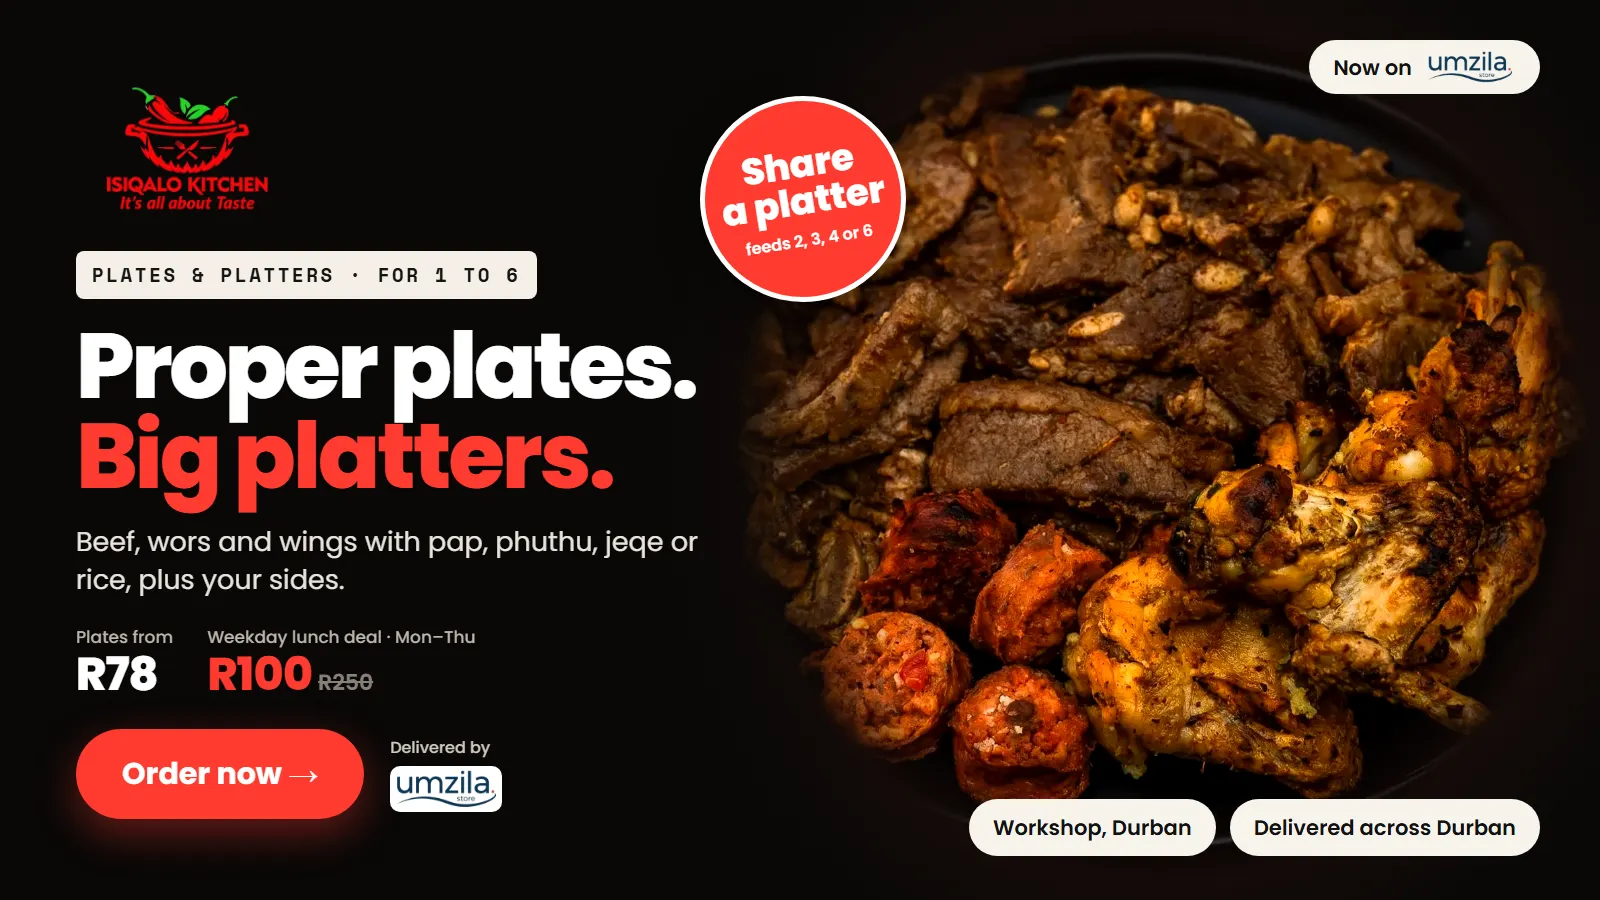 Now on umzila.
store
ISIQALO KITCHEN
It's all about Taste
Share
a platter
feeds 2, 3, 4 or 6
PLATES & PLATTERS · FOR 1 TO 6
Proper plates.
Big platters.
Beef, wors and wings with pap, phuthu, jeqe or
rice, plus your sides.
Plates from
R78
Weekday lunch deal · Mon–Thu
R100 R250
Order now →
Delivered by
umzila.
store
Workshop, Durban
Delivered across Durban